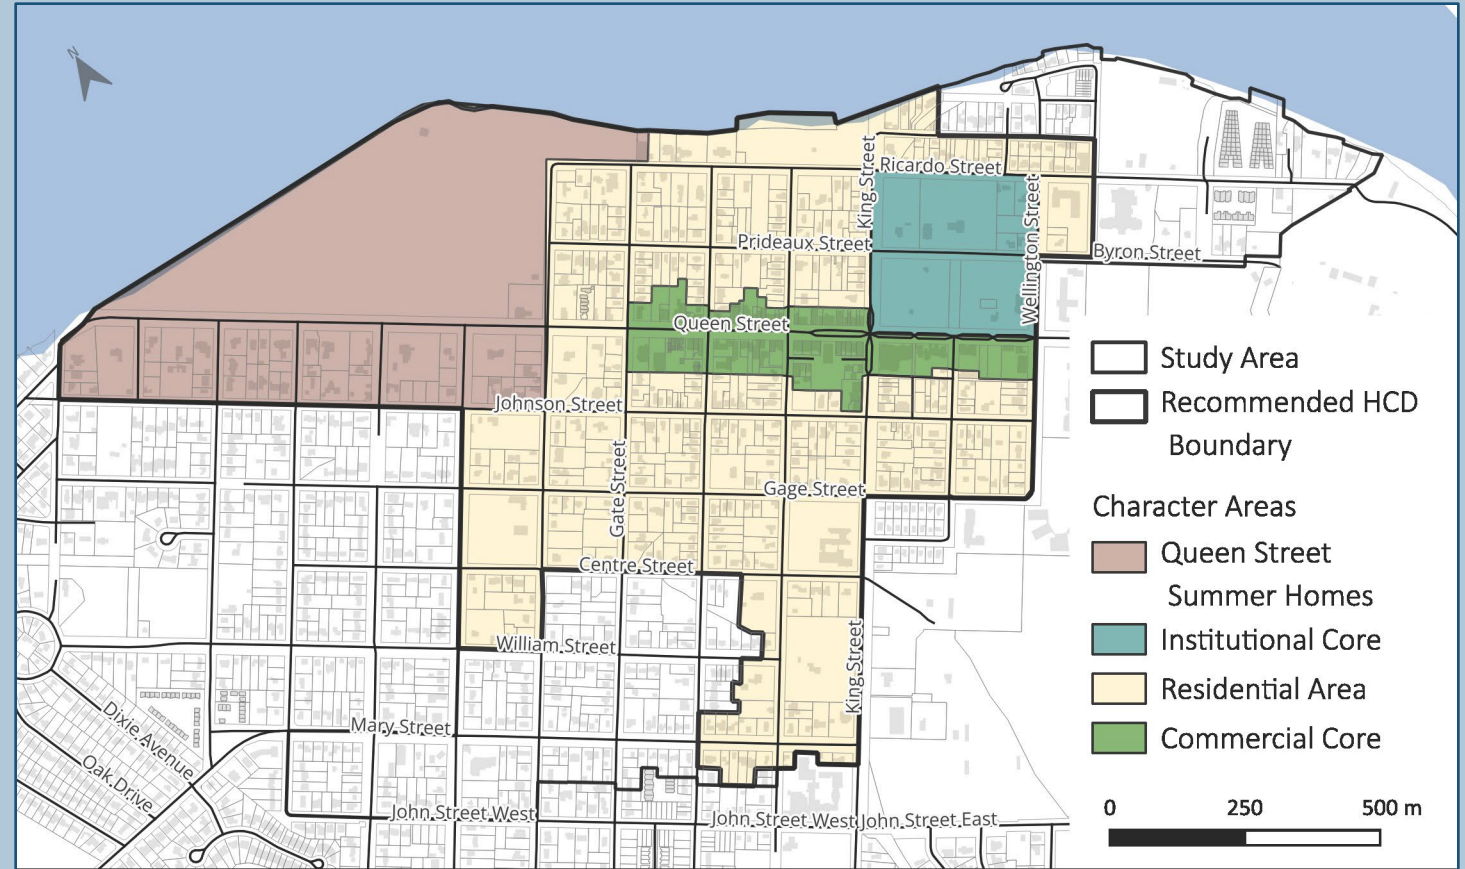 N
King Street
Ricardo Street
Wellington Street
Prideaux Street
Byron Street
Queen Street
Johnson Street
Gate Street
Gage Street
Centre Street
William Street
King Street
Mary Street
Dixie Avenue
Oak Drive
John Street West
John Street West
John Street East
Study Area
Recommended HCD
Boundary
Character Areas
Queen Street
Summer Homes
Institutional Core
Residential Area
Commercial Core
0 250 500 m